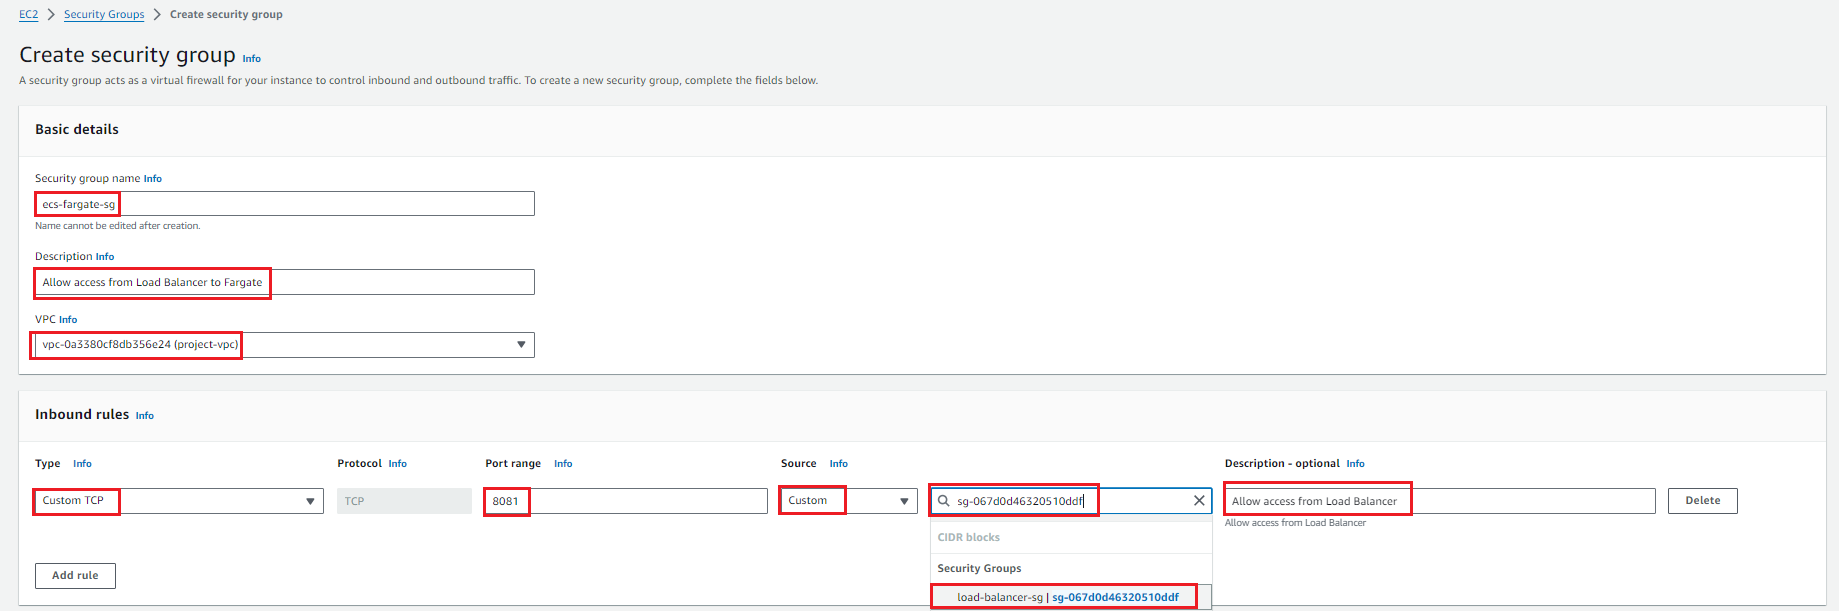 EC2 > Security Groups > Create security group
Create security group Info
A security group acts as a virtual firewall for your instance to control inbound and outbound traffic. To create a new security group, complete the fields below.
Basic details
Security group name Info
ecs-fargate-sg
Name cannot be edited after creation.
Description Info
Allow access from Load Balancer to Fargate
VPC Info
vpc-0a3380cf8db356e24 (project-vpc)
Inbound rules Info
Type Info Protocol Info Port range Info Source Info Description - optional Info
Custom TCP TCP 8081 Custom sg-067d0d46320510ddf Allow access from Load Balancer Delete
Allow access from Load Balancer
CIDR blocks
Security Groups
Add rule
load-balancer-sg | sg-067d0d46320510ddf